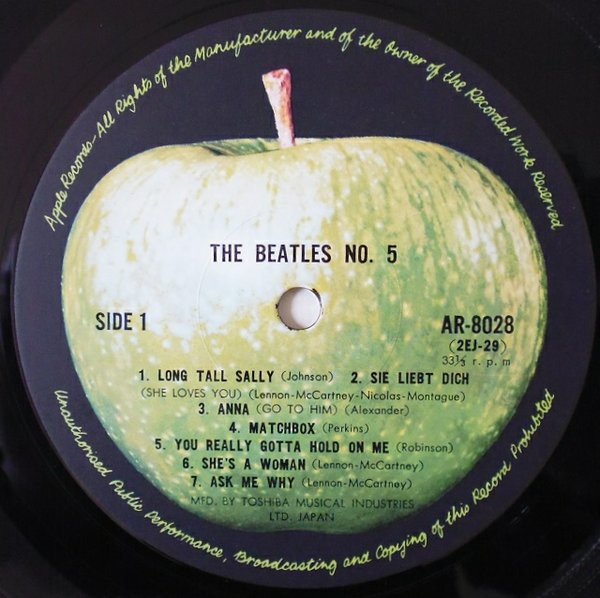 Apple Records-All Rights of the Manufacturer and of the Owner of the Recorded Work Reserved
THE BEATLES NO. 5
SIDE 1
AR-8028
(2EJ-29)
33⅓ r. p. m
1. LONG TALL SALLY (Johnson) 2. SIE LIEBT DICH
(SHE LOVES YOU) (Lennon-McCartney-Nicolas-Montague)
3. ANNA (GO TO HIM) (Alexander)
4. MATCHBOX (Perkins)
5. YOU REALLY GOTTA HOLD ON ME (Robinson)
6. SHE'S A WOMAN (Lennon-McCartney)
7. ASK ME WHY (Lennon-McCartney)
MFD. BY TOSHIBA MUSICAL INDUSTRIES
LTD. JAPAN
Unauthorised Public Performance, Broadcasting and Copying of this Record Prohibited